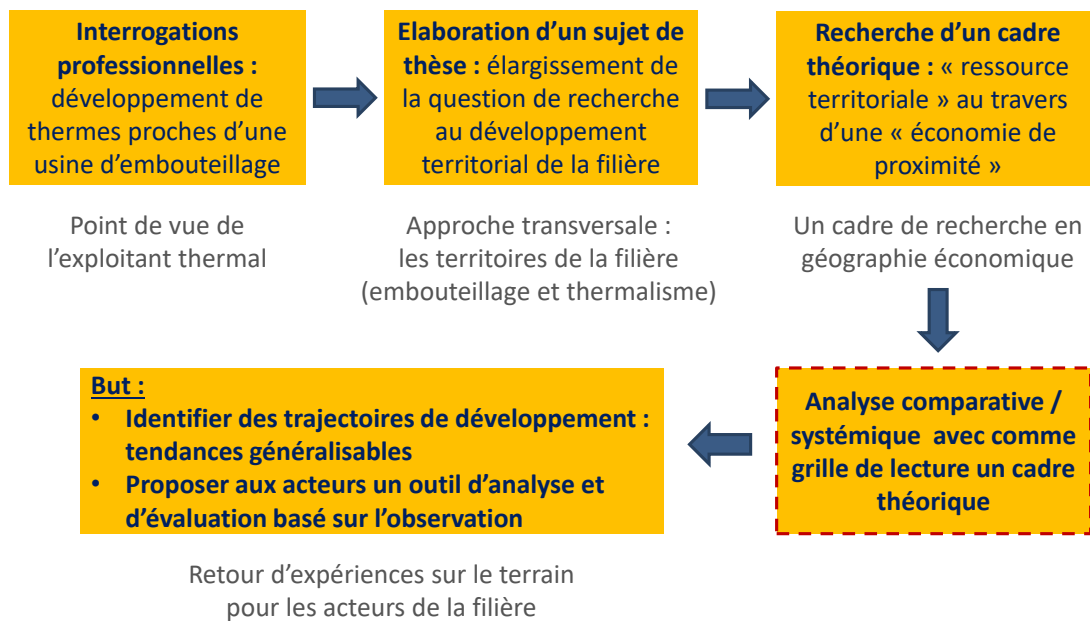 Interrogations
professionnelles :
développement de
thermes proches d’une
usine d’embouteillage
Point de vue de
l’exploitant thermal
Elaboration d’un sujet de
thèse : élargissement de
la question de recherche
au développement
territorial de la filière
Approche transversale :
les territoires de la filière
(embouteillage et thermalisme)
Recherche d’un cadre
théorique : « ressource
territoriale » au travers
d’une « économie de
proximité »
Un cadre de recherche en
géographie économique
Analyse comparative /
systémique avec comme
grille de lecture un cadre
théorique
But :
• Identifier des trajectoires de développement :
tendances généralisables
• Proposer aux acteurs un outil d’analyse et
d’évaluation basé sur l’observation
Retour d’expériences sur le terrain
pour les acteurs de la filière